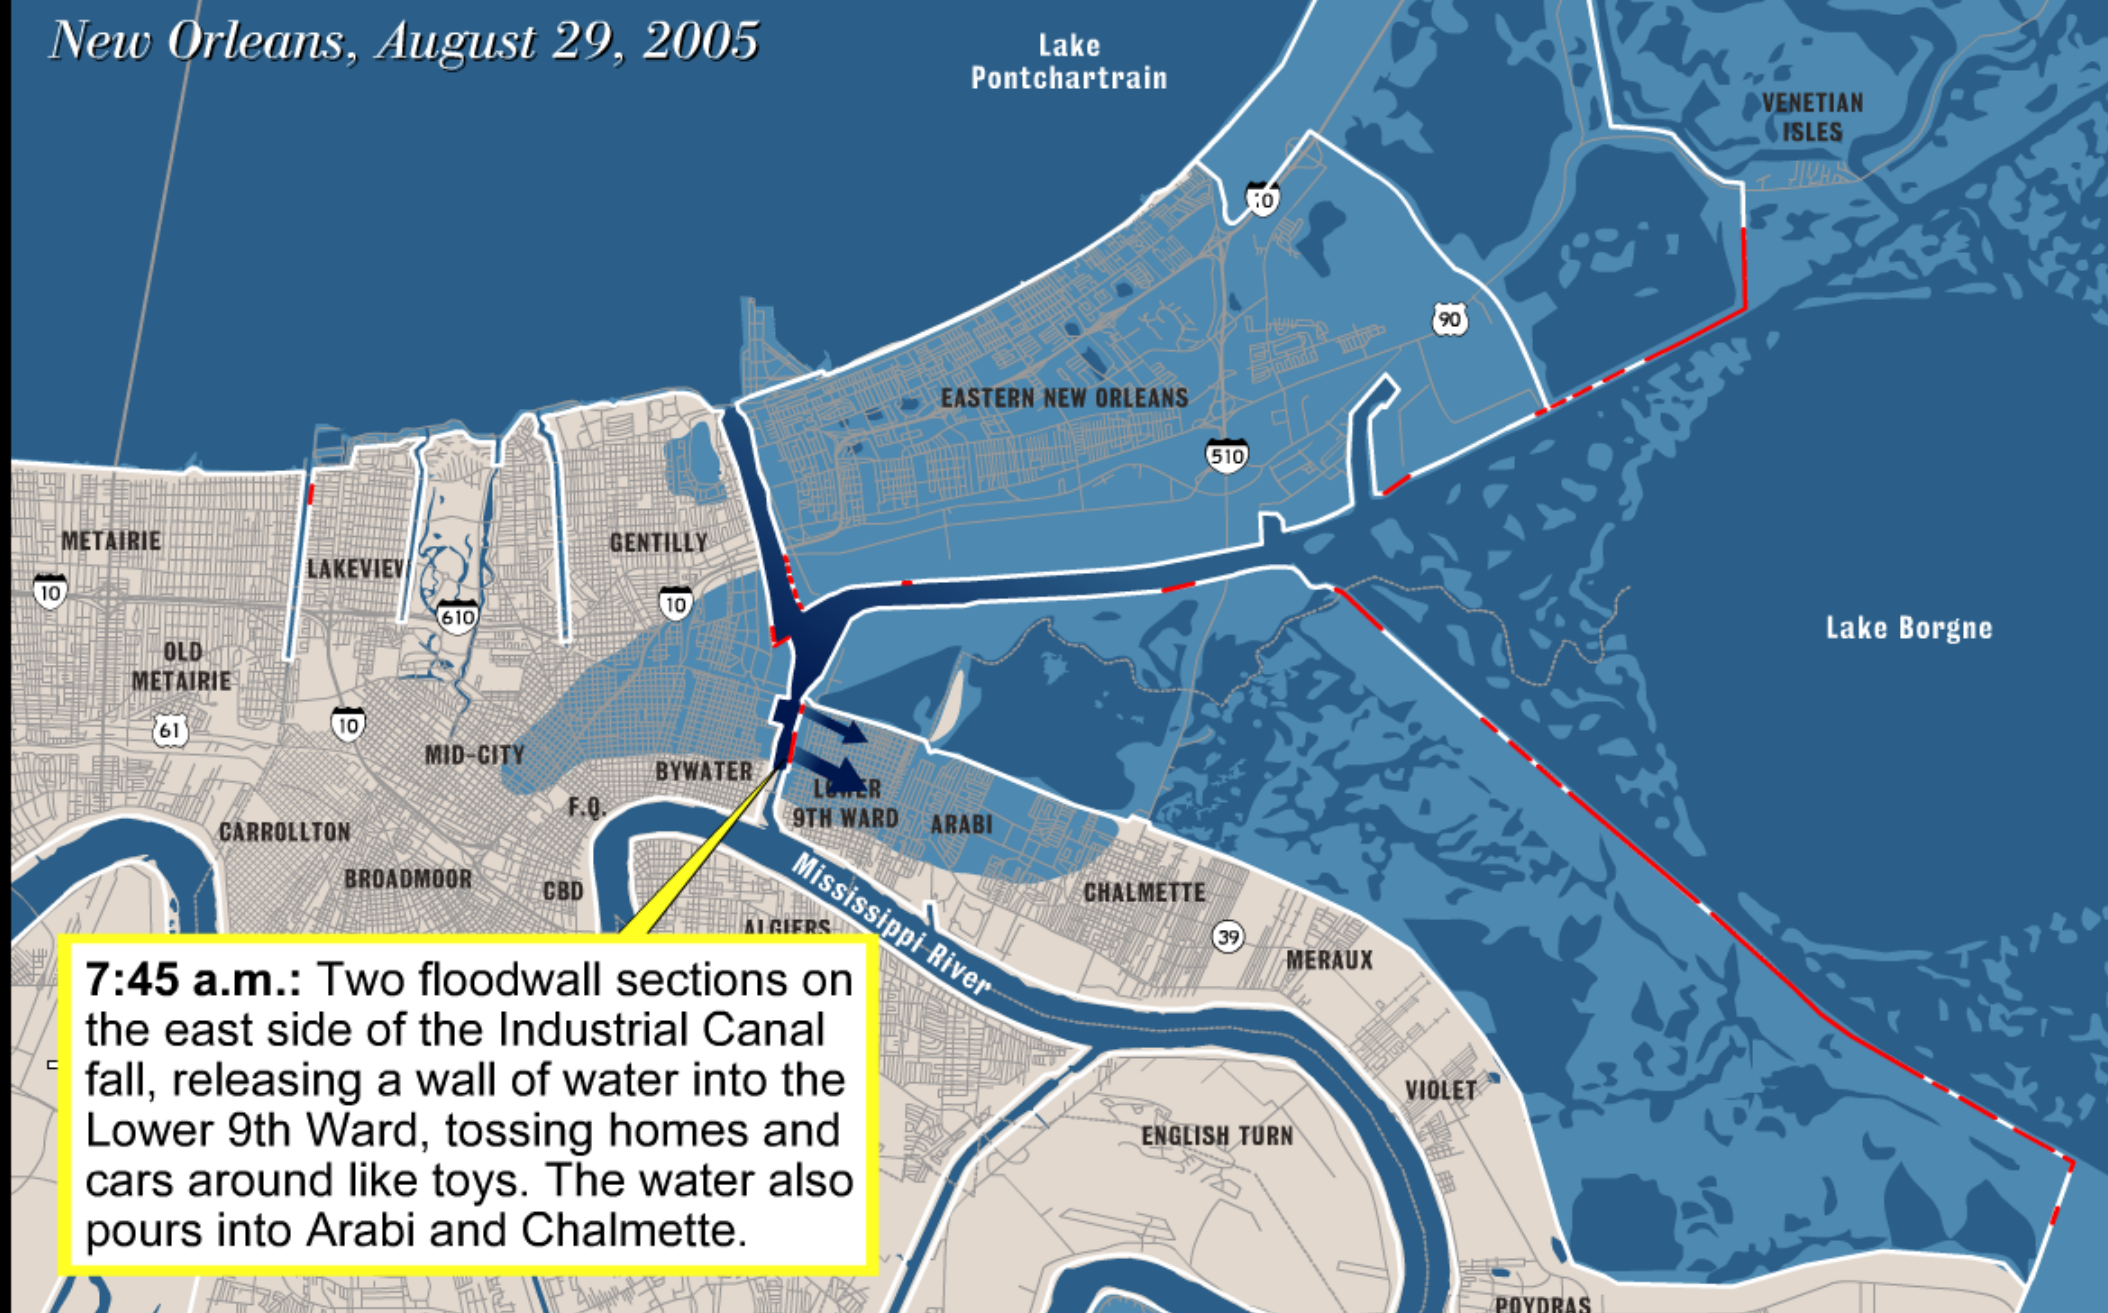 New Orleans, August 29, 2005
Lake
Pontchartrain
VENETIAN
ISLES
10
90
EASTERN NEW ORLEANS
510
METAIRIE
LAKEVIEW
GENTILLY
10
610
10
Lake Borgne
OLD
METAIRIE
61
10
MID-CITY
BYWATER
F.Q.
LOWER
9TH WARD
ARABI
CARROLLTON
BROADMOOR
CBD
ALGIERS
Mississippi River
CHALMETTE
39
MERAUX
VIOLET
ENGLISH TURN
POYDRAS
7:45 a.m.: Two floodwall sections on
the east side of the Industrial Canal
fall, releasing a wall of water into the
Lower 9th Ward, tossing homes and
cars around like toys. The water also
pours into Arabi and Chalmette.